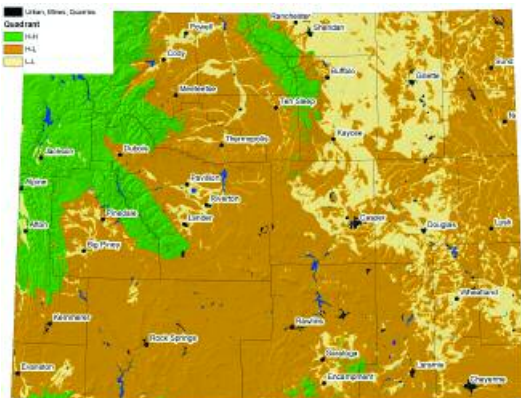 Urban, Mines, Quarries
Quadrant
H-H
H-L
L-L
Ranchester
Powell
Sheridan
Cody
Buffalo
Gillette
Meeteetse
Ten Sleep
Kaycee
Thermopolis
Jackson
Dubois
Alpine
Pavillion
Riverton
Afton
Pinedale
Lander
Casper
Douglas
Lusk
Big Piney
Wheatland
Kemmerer
Rawlins
Rock Springs
Saratoga
Evanston
Encampment
Laramie
Cheyenne